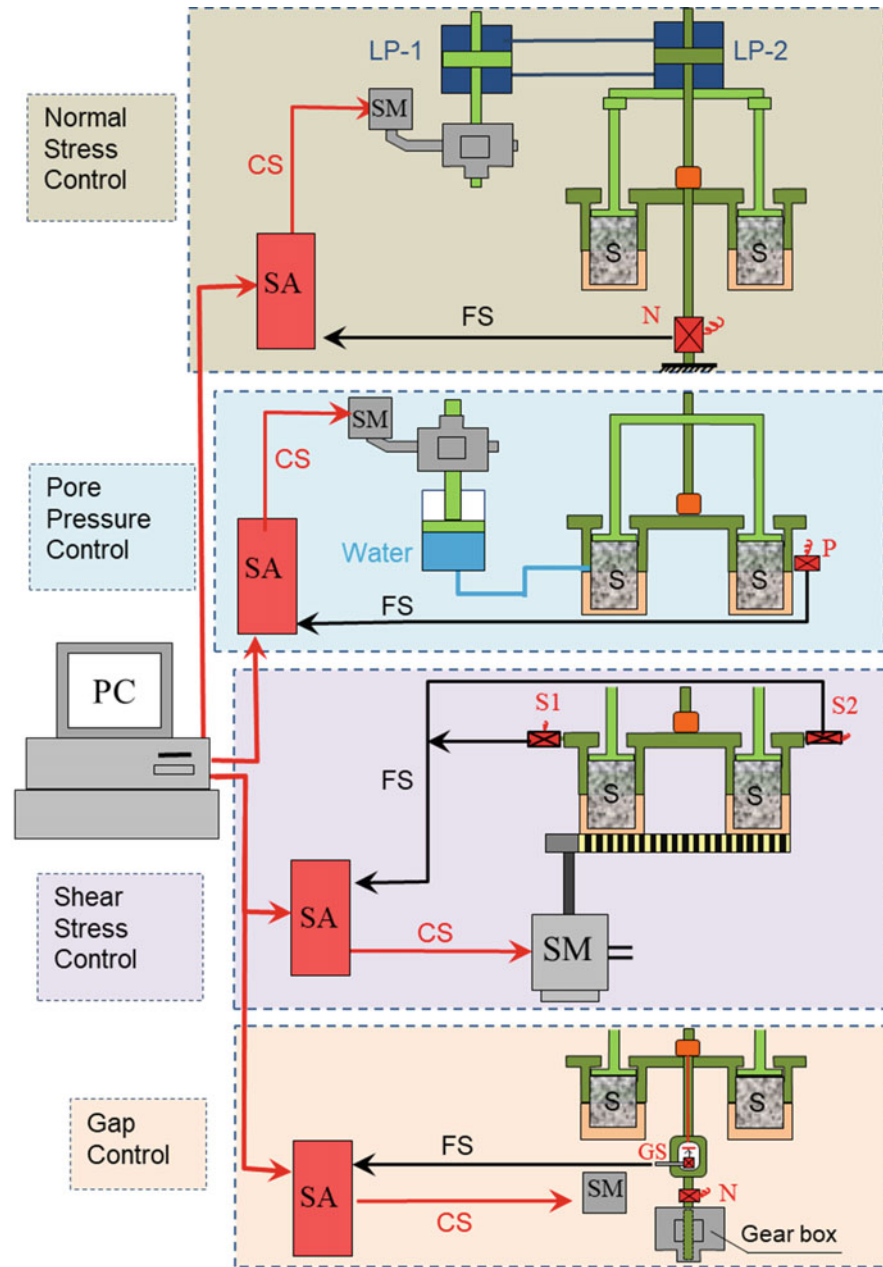 LP-1
LP-2
Normal
Stress
Control
SM
CS
SA
FS
N
S
S
Pore
Pressure
Control
SM
CS
SA
Water
FS
S
S
P
PC
Shear
Stress
Control
S1
S2
FS
S
S
SA
CS
SM
Gap
Control
S
S
FS
GS
SA
CS
SM
N
Gear box